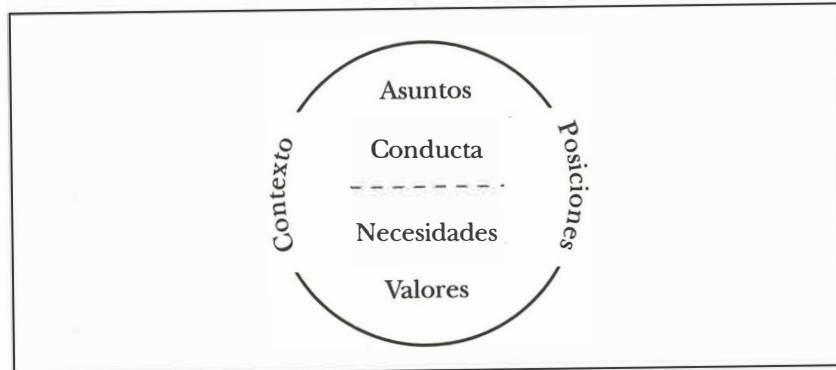 Asuntos
Conducta
Contexto
Posiciones
Necesidades
Valores